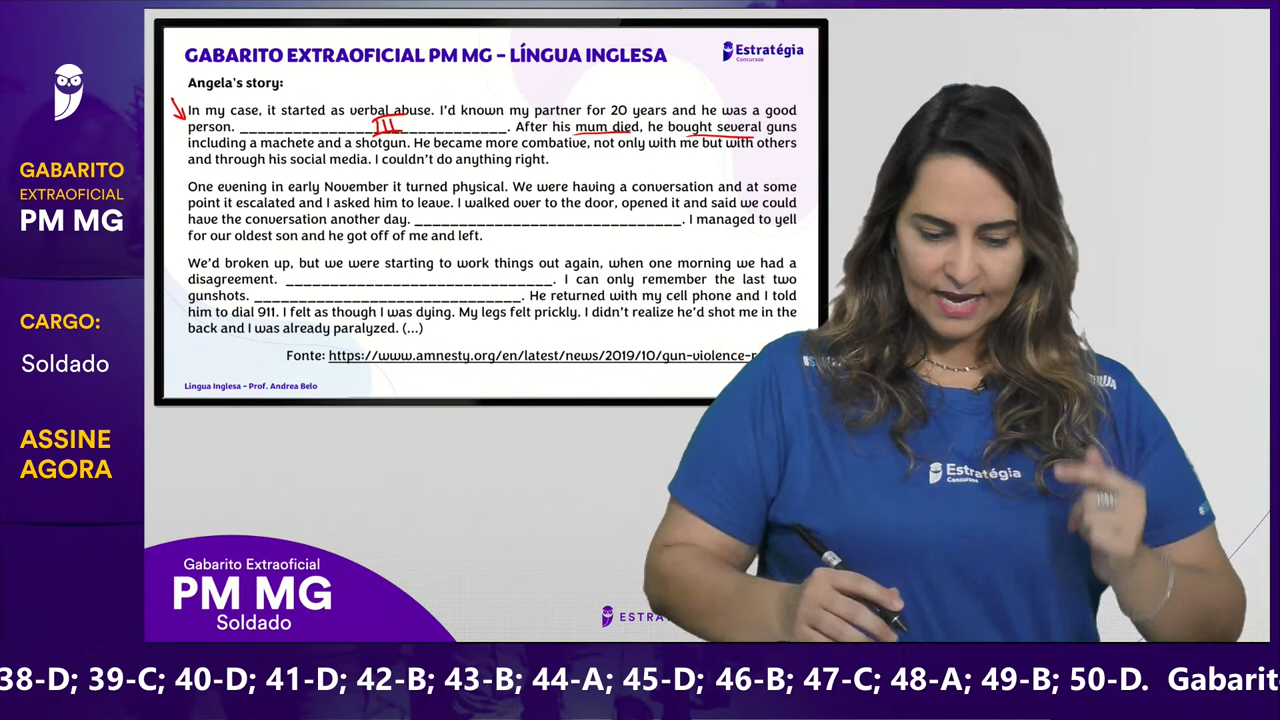 GABARITO
EXTRAOFICIAL
PM MG
CARGO:
Soldado
ASSINE
AGORA
GABARITO EXTRAOFICIAL PM MG – LÍNGUA INGLESA
Estratégia
Concursos
Angela's story:
In my case, it started as verbal abuse. I'd known my partner for 20 years and he was a good
person. ______________________________. After his mum died, he bought several guns
III
including a machete and a shotgun. He became more combative, not only with me but with others
and through his social media. I couldn't do anything right.
One evening in early November it turned physical. We were having a conversation and at some
point it escalated and I asked him to leave. I walked over to the door, opened it and said we could
have the conversation another day. ______________________________. I managed to yell
for our oldest son and he got off of me and left.
We'd broken up, but we were starting to work things out again, when one morning we had a
disagreement. ______________________________. I can only remember the last two
gunshots. ______________________________. He returned with my cell phone and I told
him to dial 911. I felt as though I was dying. My legs felt prickly. I didn't realize he'd shot me in the
back and I was already paralyzed. (...)
Fonte: https://www.amnesty.org/en/latest/news/2019/10/gun-violence-
Língua Inglesa – Prof. Andrea Belo
Estratégia
Concursos
Gabarito Extraoficial
PM MG
Soldado
ESTRA
38-D; 39-C; 40-D; 41-D; 42-B; 43-B; 44-A; 45-D; 46-B; 47-C; 48-A; 49-B; 50-D. Gabarit